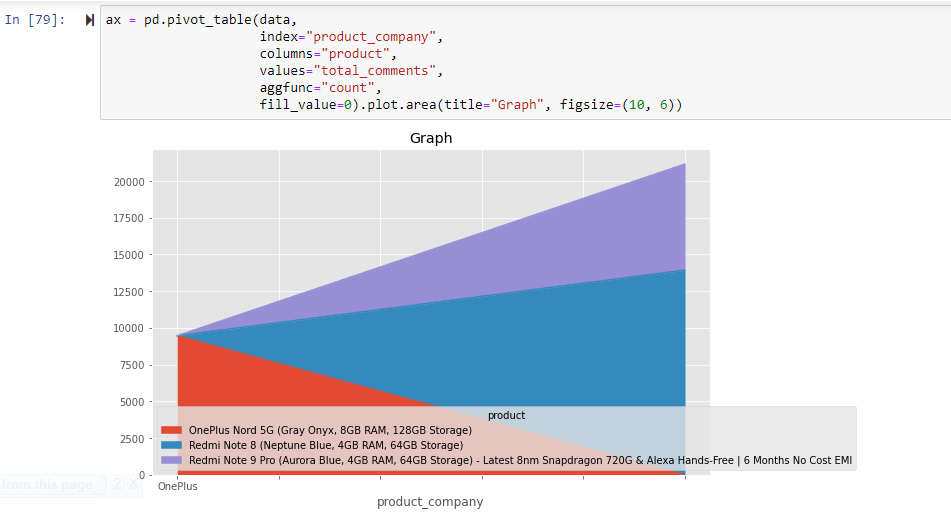 In [79]:
ax = pd.pivot_table(data,
index="product_company",
columns="product",
values="total_comments",
aggfunc="count",
fill_value=0).plot.area(title="Graph", figsize=(10, 6))
Graph
20000
17500
15000
12500
10000
7500
5000
2500
0
product
OnePlus Nord 5G (Gray Onyx, 8GB RAM, 128GB Storage)
Redmi Note 8 (Neptune Blue, 4GB RAM, 64GB Storage)
Redmi Note 9 Pro (Aurora Blue, 4GB RAM, 64GB Storage) - Latest 8nm Snapdragon 720G & Alexa Hands-Free | 6 Months No Cost EMI
from this page
OnePlus
product_company